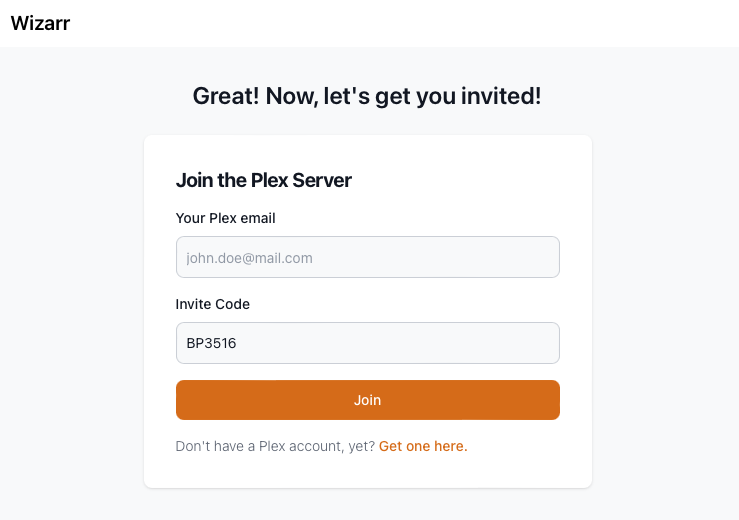 Wizarr
Great! Now, let's get you invited!
Join the Plex Server
Your Plex email
john.doe@mail.com
Invite Code
BP3516
Join
Don't have a Plex account, yet? Get one here.